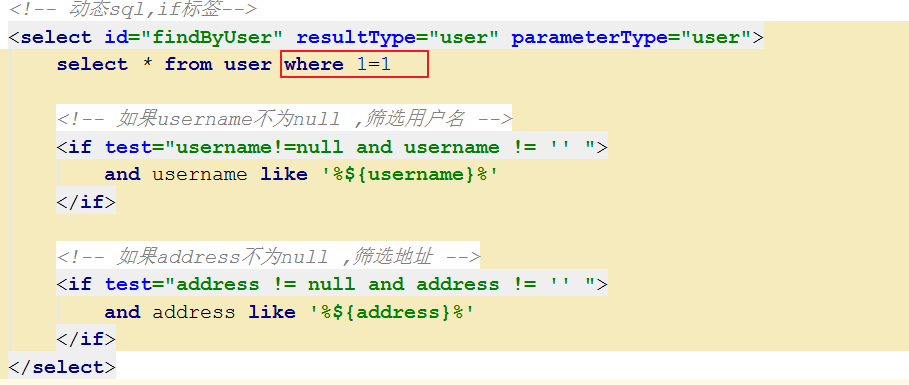 <!-- 动态sql,if标签-->
<select id="findByUser" resultType="user" parameterType="user">
select * from user where 1=1
<!-- 如果username不为null ,筛选用户名 -->
<if test="username!=null and username != '' ">
and username like '%${username}%'
</if>
<!-- 如果address不为null ,筛选地址 -->
<if test="address != null and address != '' ">
and address like '%${address}%'
</if>
</select>